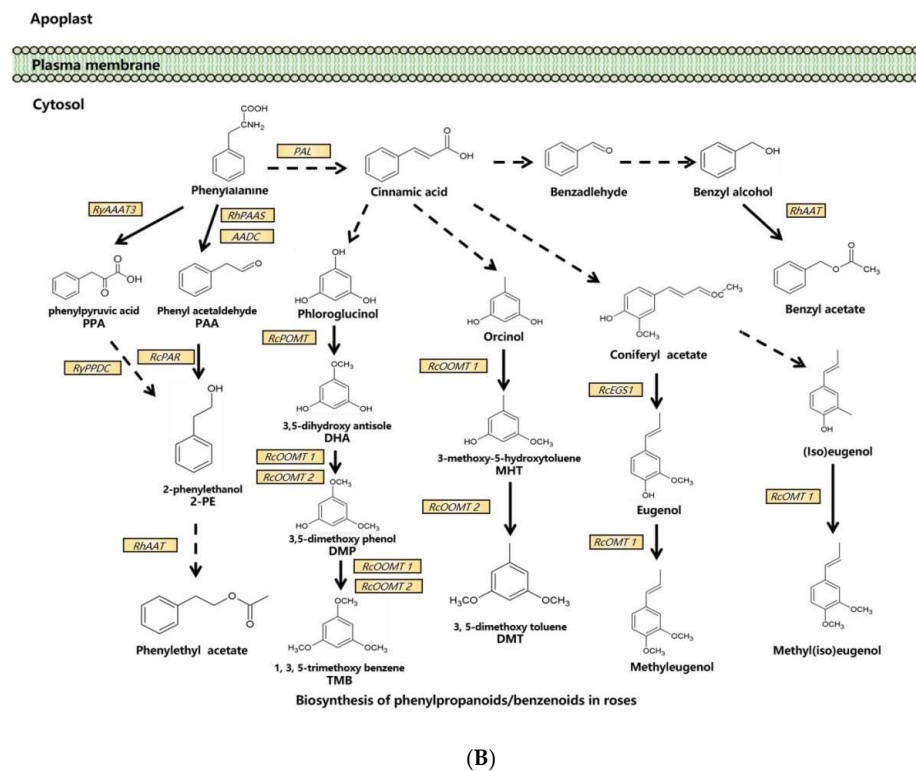 Apoplast
Plasma membrane
Cytosol
COOH
NH2
Phenylalanine
PAL
O
OH
Cinnamic acid
O
Benzadlehyde
OH
Benzyl alcohol
RyAAAT3
RhPAAS
AADC
RhAAT
O
OH
O
phenylpyruvic acid
PPA
O
Phenyl acetaldehyde
PAA
OH
HO
OH
Phloroglucinol
HO
OH
Orcinol
OCCH3
HO
OCH3
Coniferyl acetate
O
O
CH3
Benzyl acetate
RyPPDC
RcPAR
RcPOMT
RcOOMT 1
RcEGS1
OH
2-phenylethanol
2-PE
OCH3
HO
OH
3,5-dihydroxy antisole
DHA
HO
OCH3
3-methoxy-5-hydroxytoluene
MHT
OCH3
OH
Eugenol
OH
(Iso)eugenol
RcOOMT 1
RcOOMT 2
OCH3
HO
OCH3
3,5-dimethoxy phenol
DMP
RcOOMT 2
RcOMT 1
RcOMT 1
RhAAT
RcOOMT 1
RcOOMT 2
O
O
Phenylethyl acetate
OCH3
H3CO
OCH3
1, 3, 5-trimethoxy benzene
TMB
H3CO
OCH3
3, 5-dimethoxy toluene
DMT
OCH3
OCH3
Methyleugenol
OCH3
OCH3
Methyl(iso)eugenol
Biosynthesis of phenylpropanoids/benzenoids in roses
(B)